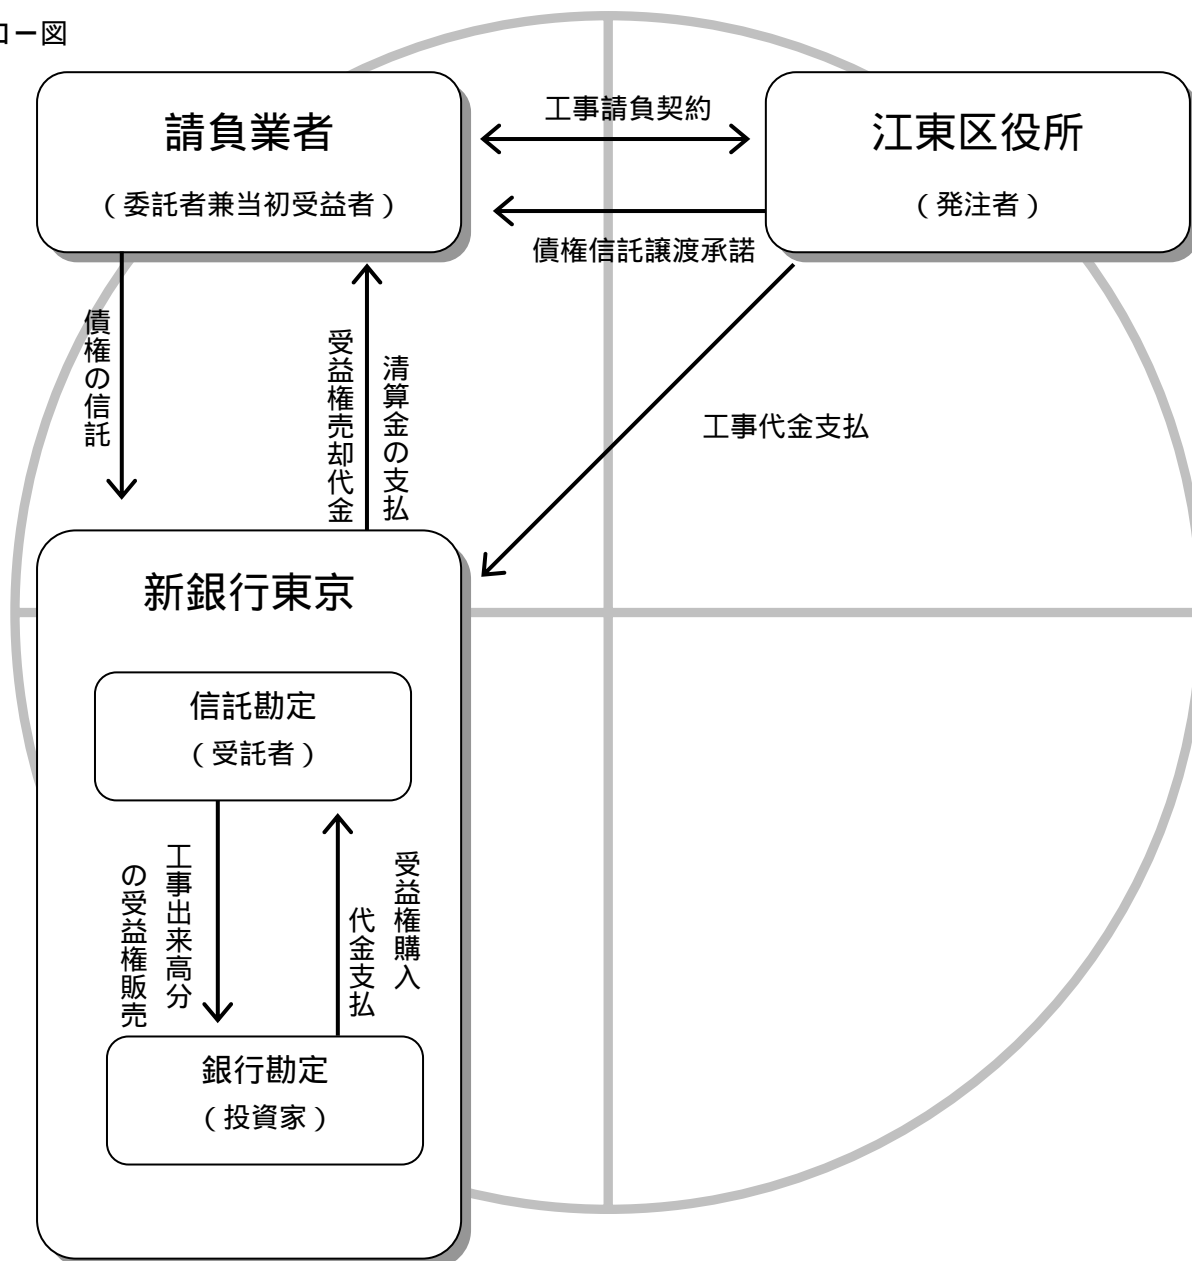 ロー図
請負業者
（委託者兼当初受益者）
工事請負契約
江東区役所
（発注者）
債権信託譲渡承諾
債権の信託
受益権売却代金
清算金の支払
工事代金支払
新銀行東京
信託勘定
（受託者）
工事出来高分
の受益権販売
受益権購入
代金支払
銀行勘定
（投資家）